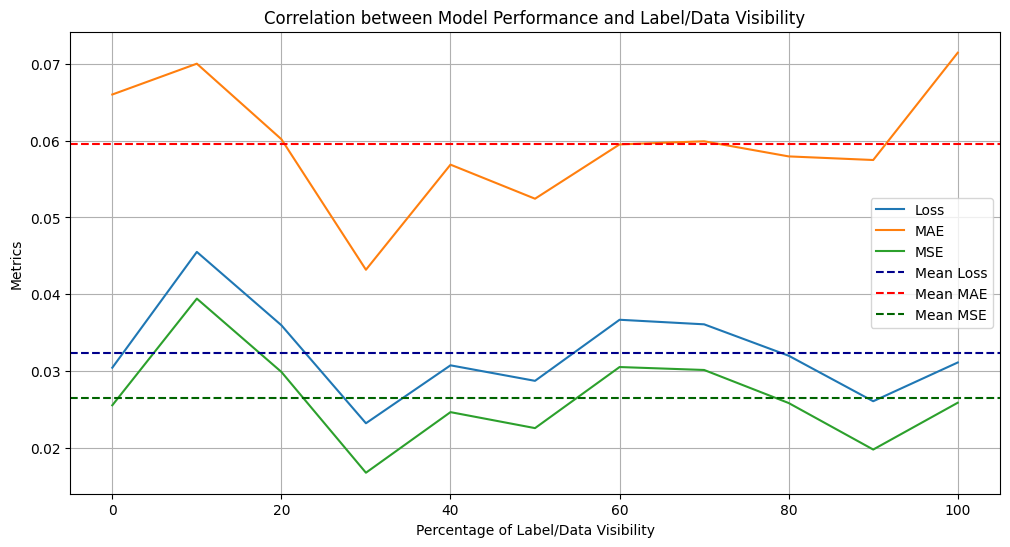 Correlation between Model Performance and Label/Data Visibility
0.07
0.06
0.05
0.04
0.03
0.02
Metrics
Loss
MAE
MSE
Mean Loss
Mean MAE
Mean MSE
0 20 40 60 80 100
Percentage of Label/Data Visibility